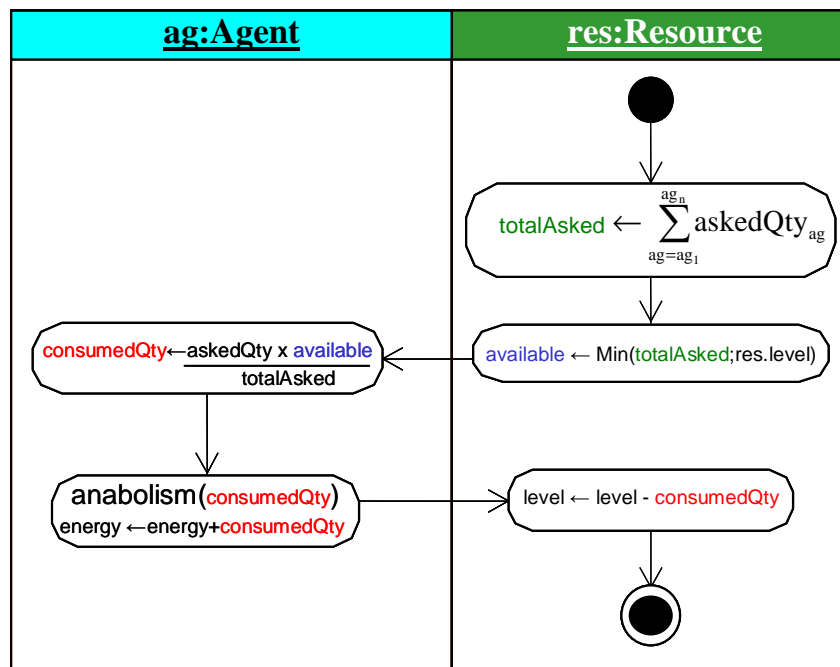 ag:Agent
res:Resource
totalAsked ← ∑ askedQty_ag
ag_n
ag=ag_1
available ← Min(totalAsked;res.level)
consumedQty←askedQty x available
totalAsked
anabolism(consumedQty)
energy ←energy+consumedQty
level ← level - consumedQty